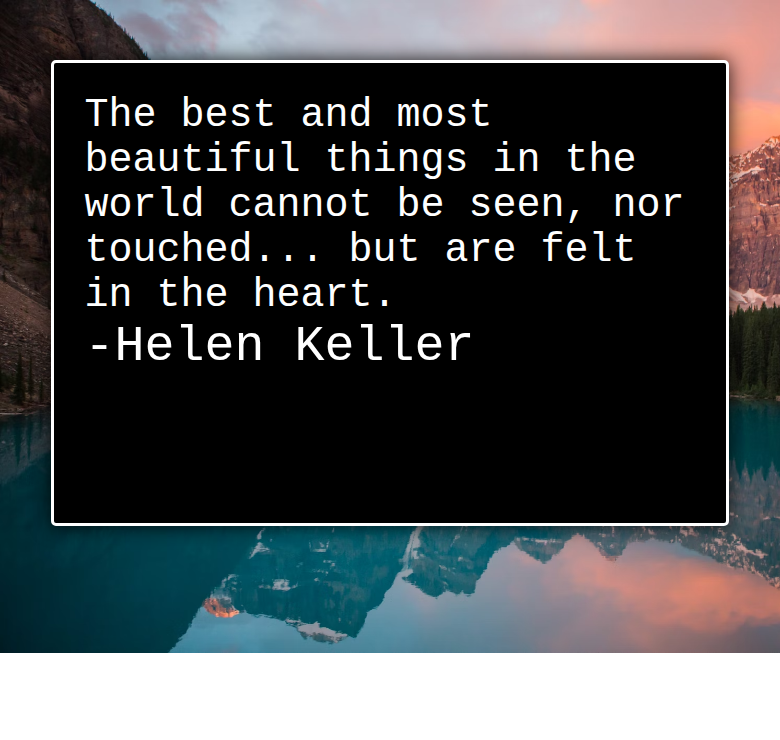 The best and most
beautiful things in the
world cannot be seen, nor
touched... but are felt
in the heart.
-Helen Keller